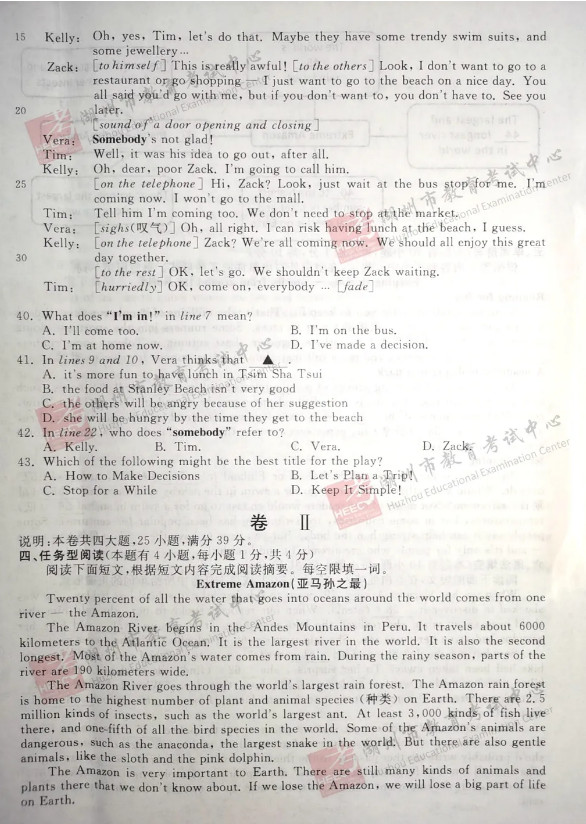 15 Kelly: Oh, yes, Tim, let's do that. Maybe they have some trendy swim suits, and
some jewellery …
Zack: [to himself] This is really awful! [to the others] Look, I don't want to go to a
restaurant or go shopping — I just want to go to the beach on a nice day. You
all said you'd go with me, but if you don't want to, you don't have to. See you
20 later.
[sound of a door opening and closing]
Vera: Somebody's not glad!
Tim: Well, it was his idea to go out, after all.
Kelly: Oh, dear, poor Zack. I'm going to call him.
25 [on the telephone] Hi, Zack? Look, just wait at the bus stop for me. I'm
coming now. I won't go to the mall.
Tim: Tell him I'm coming too. We don't need to stop at the market.
Vera: [sighs(叹气)] Oh, all right. I can risk having lunch at the beach, I guess.
Kelly: [on the telephone] Zack? We're all coming now. We should all enjoy this great
30 day together.
[to the rest] OK, let's go. We shouldn't keep Zack waiting.
Tim: [hurriedly] OK, come on, everybody … [fade]
40. What does "I'm in!" in line 7 mean?
A. I'll come too. B. I'm on the bus.
C. I'm at home now. D. I've made a decision.
41. In lines 9 and 10, Vera thinks that ▲ .
A. it's more fun to have lunch in Tsim Sha Tsui
B. the food at Stanley Beach isn't very good
C. the others will be angry because of her suggestion
D. she will be hungry by the time they get to the beach
42. In line 22, who does "somebody" refer to?
A. Kelly. B. Tim. C. Vera. D. Zack.
43. Which of the following might be the best title for the play?
A. How to Make Decisions B. Let's Plan a Trip!
C. Stop for a While D. Keep It Simple!
卷 Ⅱ
说明:本卷共四大题,25小题,满分39分。
四、任务型阅读(本题有4小题,每小题1分,共4分)
阅读下面短文,根据短文内容完成阅读摘要。每空限填一词。
Extreme Amazon(亚马孙之最)
Twenty percent of all the water that goes into oceans around the world comes from one
river — the Amazon.
The Amazon River begins in the Andes Mountains in Peru. It travels about 6000
kilometers to the Atlantic Ocean. It is the largest river in the world. It is also the second
longest. Most of the Amazon's water comes from rain. During the rainy season, parts of the
river are 190 kilometers wide.
The Amazon River goes through the world's largest rain forest. The Amazon rain forest
is home to the highest number of plant and animal species (种类) on Earth. There are 2.5
million kinds of insects, such as the world's largest ant. At least 3,000 kinds of fish live
there, and one-fifth of all the bird species in the world. Some of the Amazon's animals are
dangerous, such as the anaconda, the largest snake in the world. But there are also gentle
animals, like the sloth and the pink dolphin.
The Amazon is very important to Earth. There are still many kinds of animals and
plants there that we don't know about. If we lose the Amazon, we will lose a big part of life
on Earth.